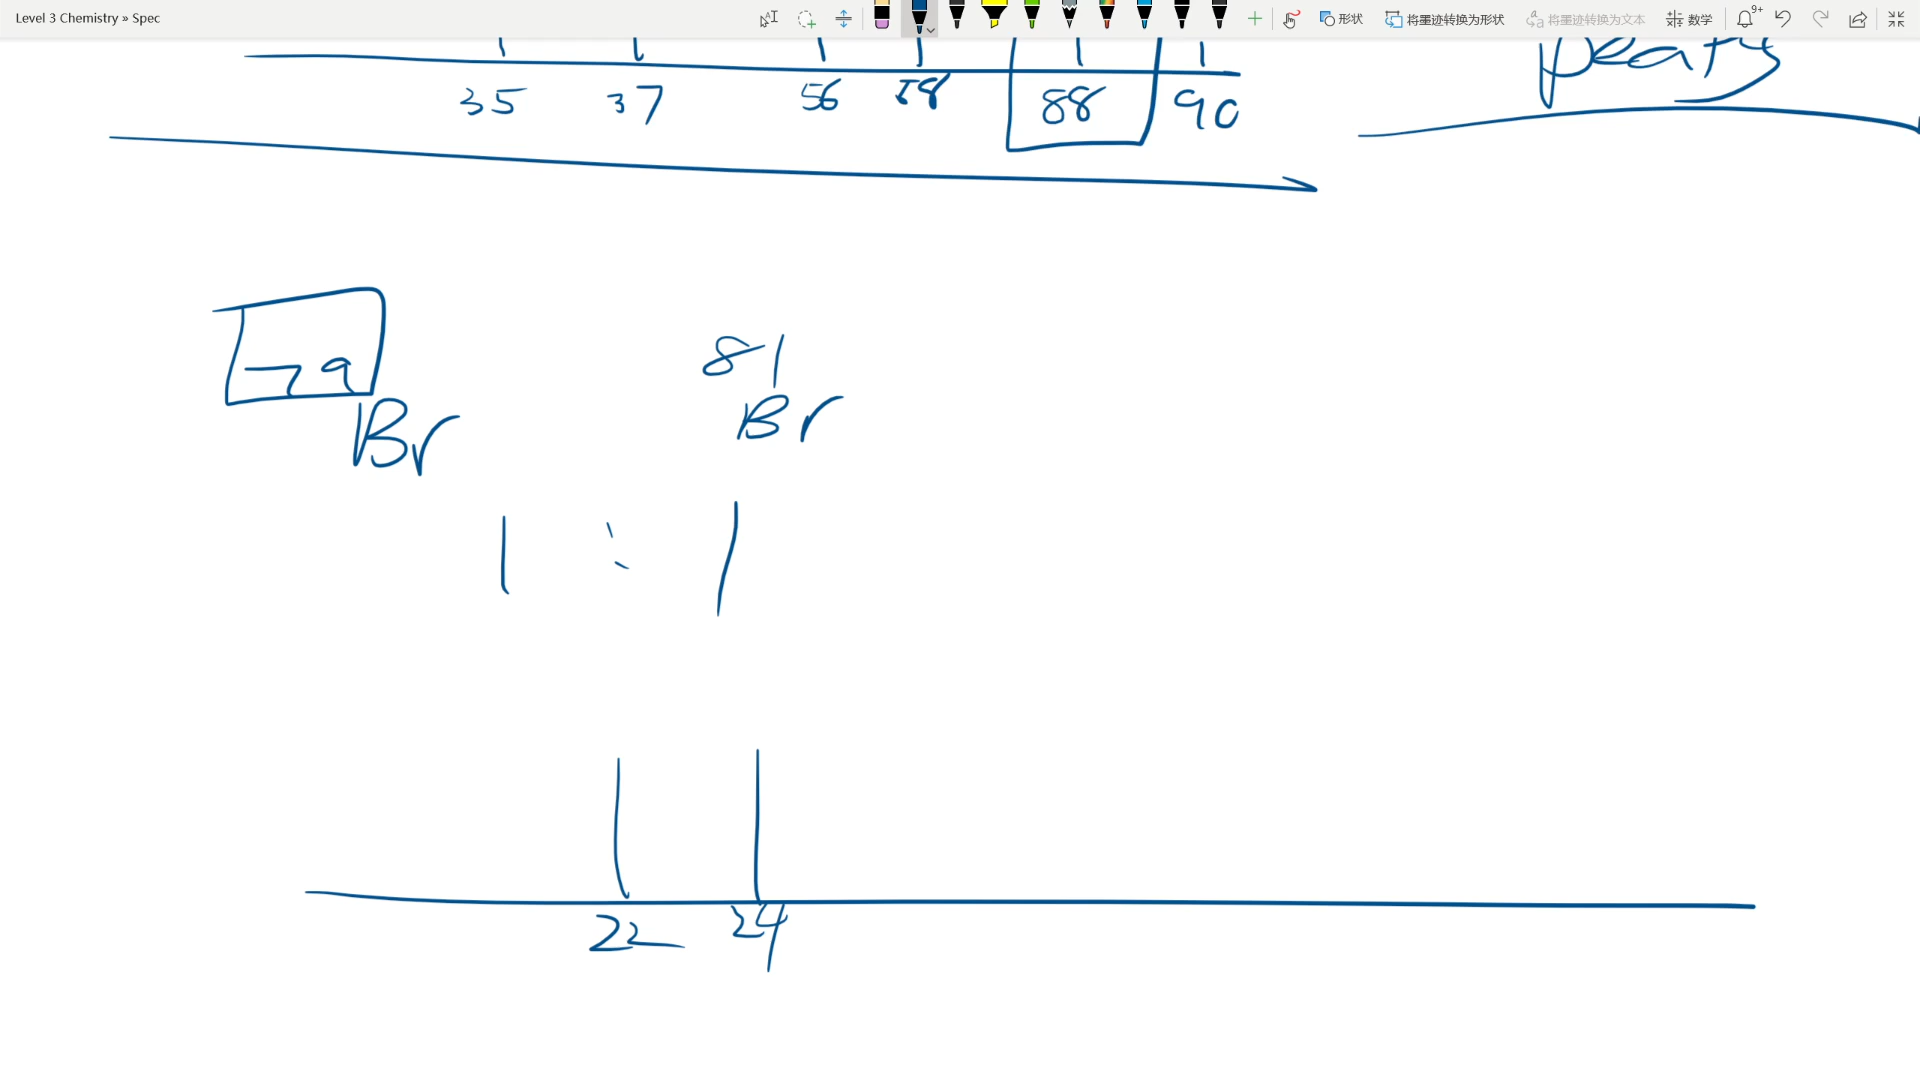 Level 3 Chemistry » Spec
形状
将墨迹转换为形状
将墨迹转换为文本
数学
9+
peaks
35 37 56 58 88 90
79
Br
81
Br
1 : 1
22 24